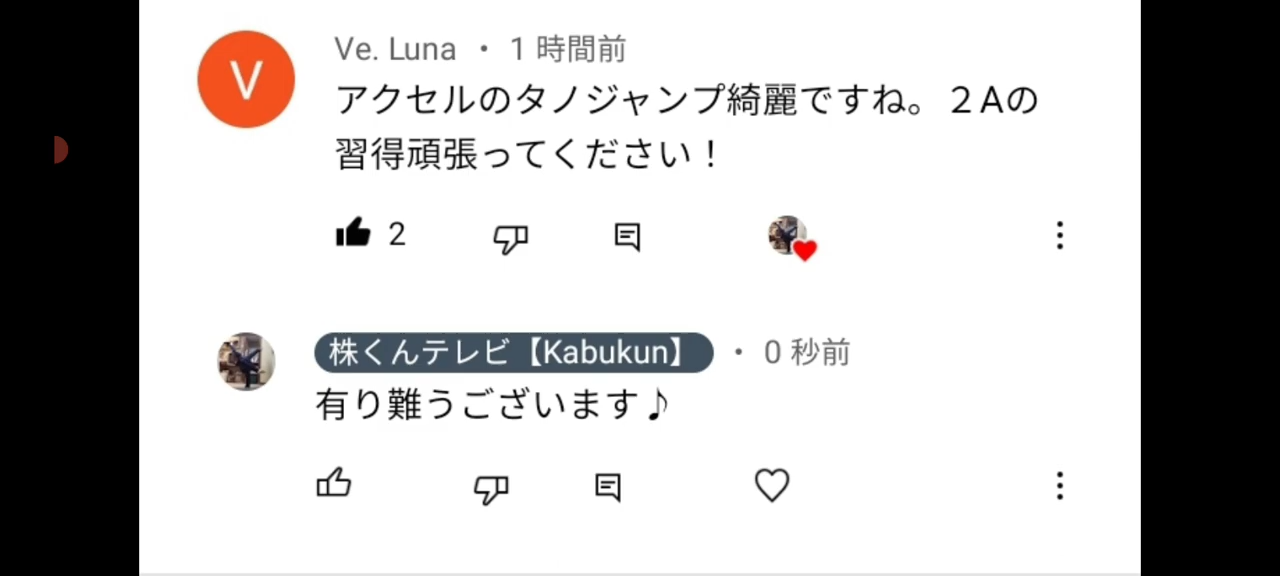 V
Ve. Luna ・ 1 時間前
アクセルのタノジャンプ綺麗ですね。２Aの
習得頑張ってください！
2
株くんテレビ【Kabukun】 ・ 0 秒前
有り難うございます♪